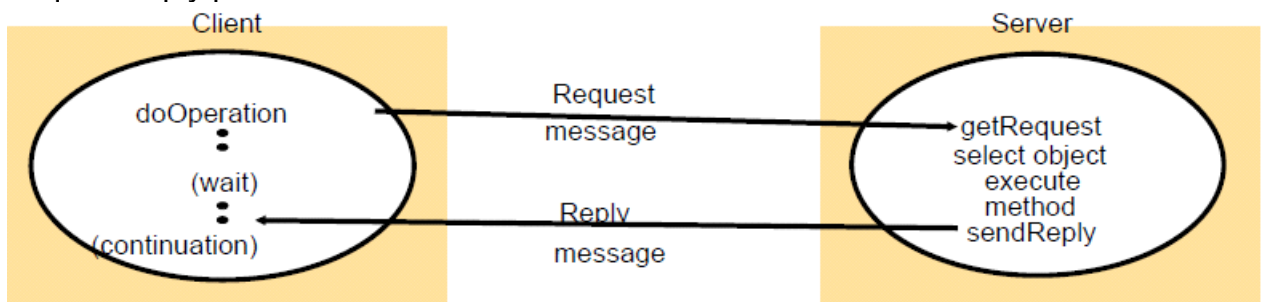 Client
Server
doOperation
(wait)
(continuation)
Request
message
Reply
message
getRequest
select object
execute
method
sendReply